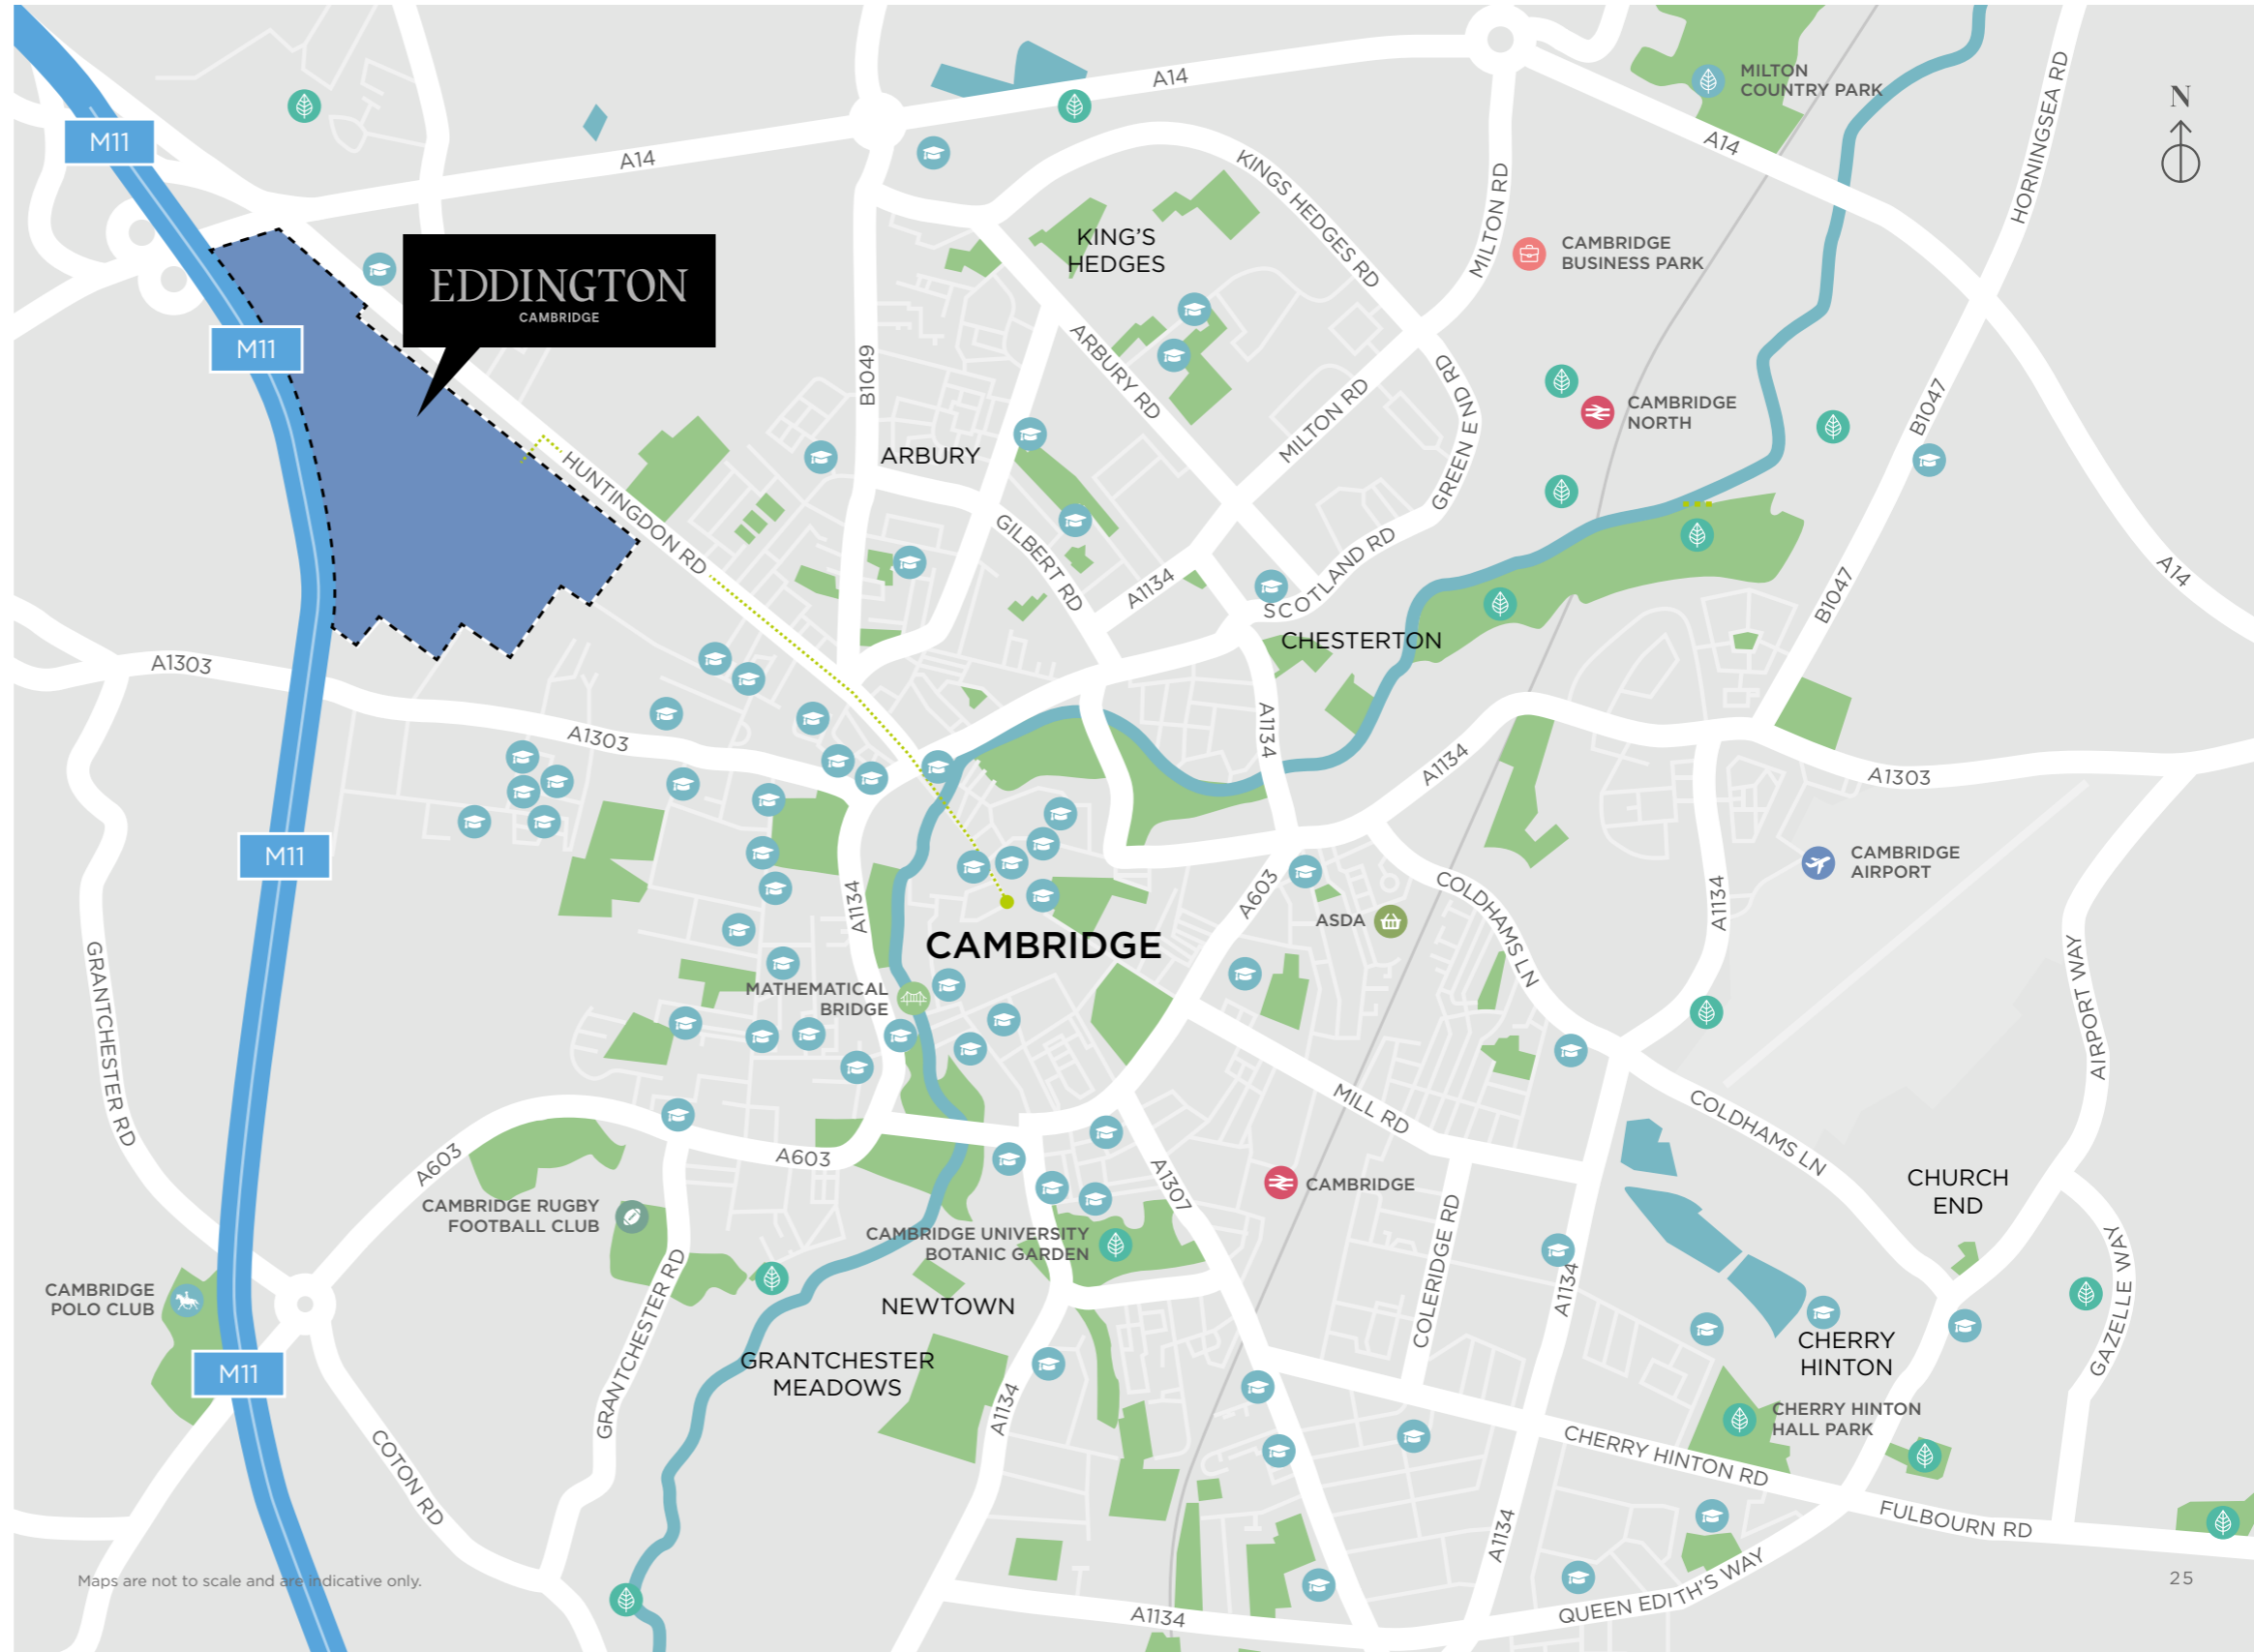 MILTON
COUNTRY PARK
A14
HORNINGSEA RD
N
M11
A14
A14
KINGS HEDGES RD
MILTON RD
KING'S
HEDGES
CAMBRIDGE
BUSINESS PARK
EDDINGTON
CAMBRIDGE
M11
B1049
ARBURY RD
MILTON RD
GREEN END RD
CAMBRIDGE
NORTH
B1047
ARBURY
HUNTINGDON RD
GILBERT RD
A1134
SCOTLAND RD
B1047
A14
CHESTERTON
A1303
A1303
A1134
A1134
A1303
M11
CAMBRIDGE
AIRPORT
A1134
A603
COLDHAMS LN
A1134
ASDA
CAMBRIDGE
GRANTCHESTER RD
MATHEMATICAL
BRIDGE
AIRPORT WAY
MILL RD
COLDHAMS LN
A603
A603
A1307
CAMBRIDGE
CHURCH
END
CAMBRIDGE RUGBY
FOOTBALL CLUB
CAMBRIDGE UNIVERSITY
BOTANIC GARDEN
COLERIDGE RD
A1134
GAZELLE WAY
CAMBRIDGE
POLO CLUB
GRANTCHESTER RD
NEWTOWN
GRANTCHESTER
MEADOWS
CHERRY
HINTON
M11
A1134
CHERRY HINTON
HALL PARK
COTON RD
CHERRY HINTON RD
FULBOURN RD
A1134
QUEEN EDITH'S WAY
A1134
Maps are not to scale and are indicative only.
25